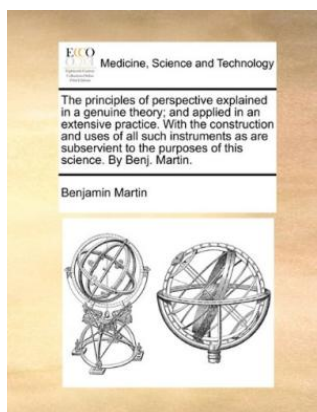 ECCO
Medicine, Science and Technology
The principles of perspective explained
in a genuine theory; and applied in an
extensive practice. With the construction
and uses of all such instruments as are
subservient to the purposes of this
science. By Benj. Martin.
Benjamin Martin